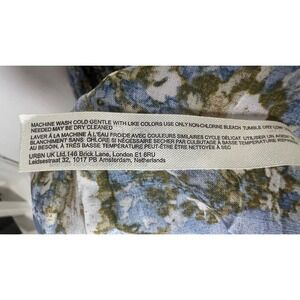 MACHINE WASH COLD GENTLE WITH LIKE COLORS USE ONLY NON-CHLORINE BLEACH TUMBLE DRY LOW
NEEDED MAY BE DRY CLEANED
LAVER À LA MACHINE À L'EAU FROIDE AVEC COULEURS SIMILAIRES CYCLE DÉLICAT. UTILISER UN
BLANCHIMENT SANS CHLORE SI NÉCESSAIRE SECHER PAR CULBUTAGE À BASSE TEMPÉRATURE
AU BESOIN, À TRÈS BASSE TEMPÉRATURE PEUT-ÊTRE NETTOYÉ À SEC
URBN UK Ltd. 146 Brick Lane, London E1 6RU
Leidsestraat 32, 1017 PB Amsterdam, Netherlands